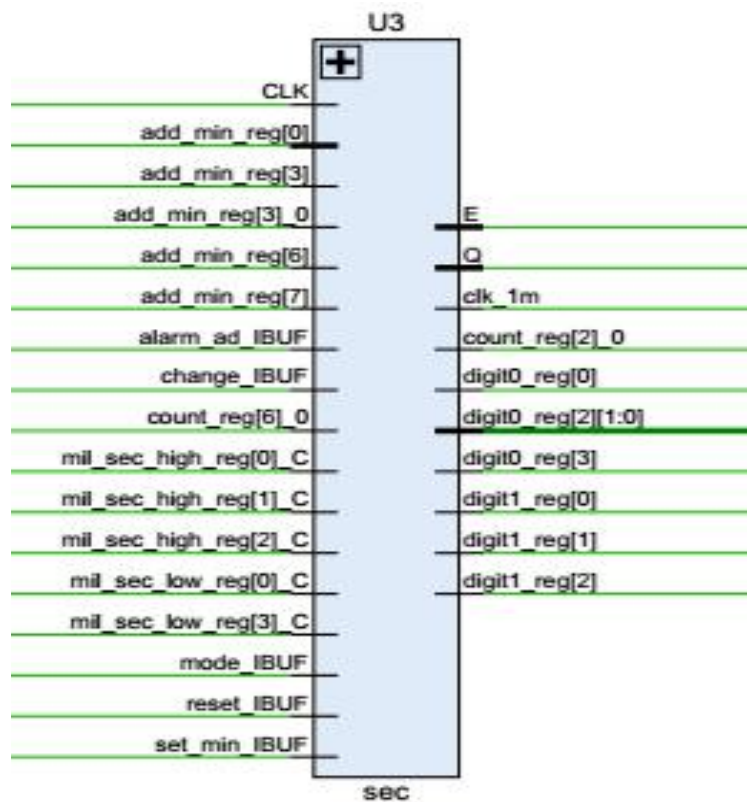 U3
CLK
add_min_reg[0]
add_min_reg[3]
add_min_reg[3]_0
add_min_reg[6]
add_min_reg[7]
alarm_ad_IBUF
change_IBUF
count_reg[6]_0
mil_sec_high_reg[0]_C
mil_sec_high_reg[1]_C
mil_sec_high_reg[2]_C
mil_sec_low_reg[0]_C
mil_sec_low_reg[3]_C
mode_IBUF
reset_IBUF
set_min_IBUF
E
Q
clk_1m
count_reg[2]_0
digit0_reg[0]
digit0_reg[2][1:0]
digit0_reg[3]
digit1_reg[0]
digit1_reg[1]
digit1_reg[2]
sec